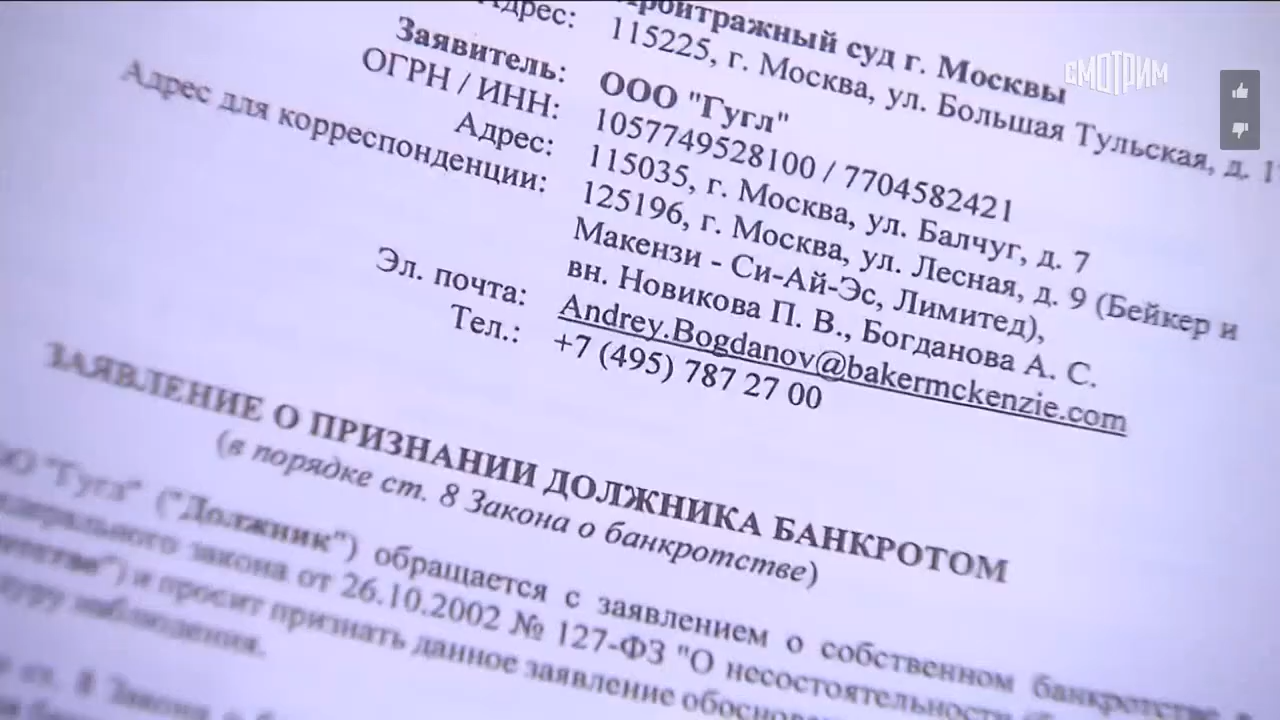 Арбитражный суд г. Москвы
Адрес: 115225, г. Москва, ул. Большая Тульская, д.
СМОТРИМ
Заявитель: ООО "Гугл"
ОГРН / ИНН: 1057749528100 / 7704582421
Адрес: 115035, г. Москва, ул. Балчуг, д. 7
Адрес для корреспонденции: 125196, г. Москва, ул. Лесная, д. 9 (Бейкер и
Макензи - Си-Ай-Эс, Лимитед),
вн. Новикова П. В., Богданова А. С.
Эл. почта: Andrey.Bogdanov@bakermckenzie.com
Тел.: +7 (495) 787 27 00
ЗАЯВЛЕНИЕ О ПРИЗНАНИИ ДОЛЖНИКА БАНКРОТОМ
(в порядке ст. 8 Закона о банкротстве)
"Гугл" ("Должник") обращается с заявлением о собственном банкротстве
закона от 26.10.2002 № 127-ФЗ "О несостоятельности
и просит признать данное заявление
наблюдения.
ст. 8 Закона о